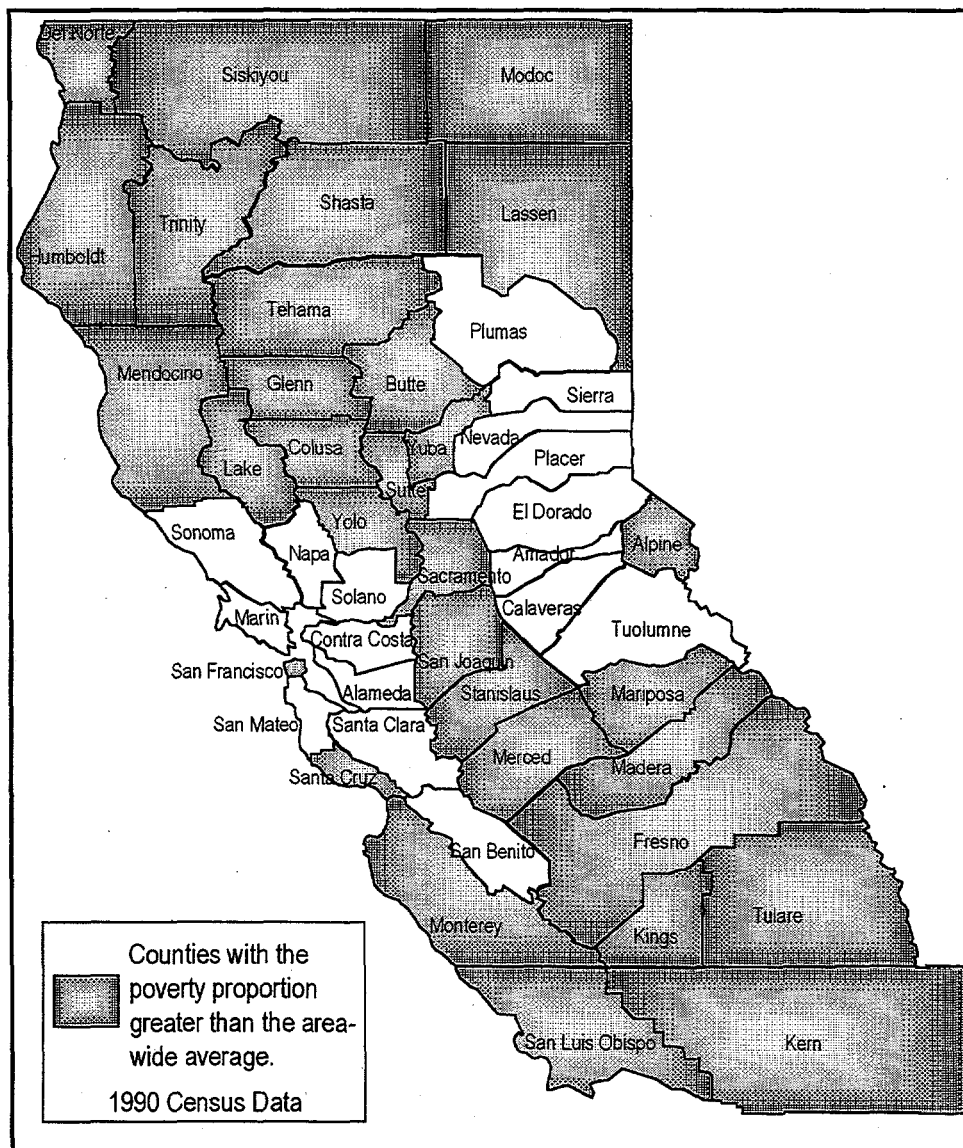 Del Norte
Siskiyou
Modoc
Shasta
Lassen
Trinity
Humboldt
Tehama
Plumas
Mendocino
Glenn
Butte
Sierra
Nevada
Colusa
Yuba
Placer
Lake
Sutte
El Dorado
Yolo
Sonoma
Napa
Amador
Alpine
Sacramento
Solano
Calaveras
Marin
Tuolumne
Contra Costa
San Joaquin
San Francisco
Alameda
Stanislaus
Mariposa
San Mateo
Santa Clara
Merced
Madera
Santa Cruz
San Benito
Fresno
Monterey
Kings
Tulare
San Luis Obispo
Kern
Counties with the
poverty proportion
greater than the area-
wide average.
1990 Census Data